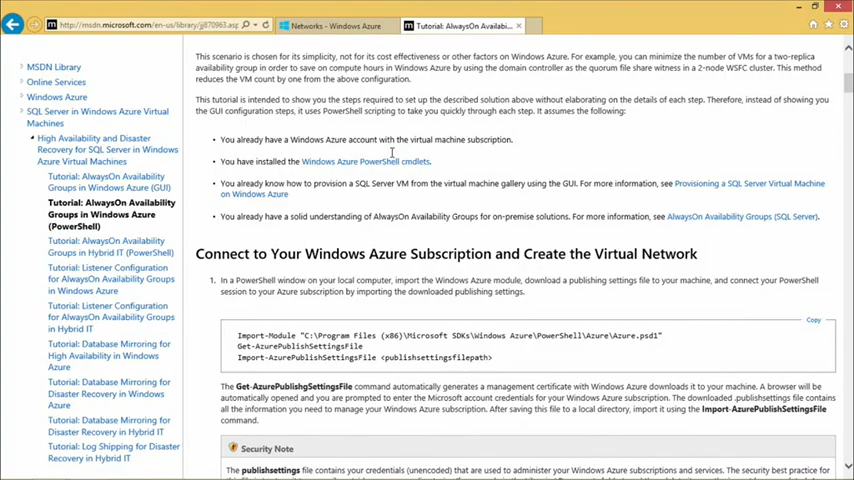 http://msdn.microsoft.com/en-us/library/jj870963.asp
Networks - Windows Azure
Tutorial: AlwaysOn Availabili...
MSDN Library
Online Services
Windows Azure
SQL Server in Windows Azure Virtual
Machines
High Availability and Disaster
Recovery for SQL Server in Windows
Azure Virtual Machines
Tutorial: AlwaysOn Availability
Groups in Windows Azure (GUI)
Tutorial: AlwaysOn Availability
Groups in Windows Azure
(PowerShell)
Tutorial: AlwaysOn Availability
Groups in Hybrid IT (PowerShell)
Tutorial: Listener Configuration
for AlwaysOn Availability Groups
in Windows Azure
Tutorial: Listener Configuration
for AlwaysOn Availability Groups
in Hybrid IT
Tutorial: Database Mirroring for
High Availability in Windows
Azure
Tutorial: Database Mirroring for
Disaster Recovery in Windows
Azure
Tutorial: Database Mirroring for
Disaster Recovery in Hybrid IT
Tutorial: Log Shipping for Disaster
Recovery in Hybrid IT
This scenario is chosen for its simplicity, not for its cost effectiveness or other factors on Windows Azure. For example, you can minimize the number of VMs for a two-replica
availability group in order to save on compute hours in Windows Azure by using the domain controller as the quorum file share witness in a 2-node WSFC cluster. This method
reduces the VM count by one from the above configuration.
This tutorial is intended to show you the steps required to set up the described solution above without elaborating on the details of each step. Therefore, instead of showing you
the GUI configuration steps, it uses PowerShell scripting to take you quickly through each step. It assumes the following:
• You already have a Windows Azure account with the virtual machine subscription.
• You have installed the Windows Azure PowerShell cmdlets.
• You already know how to provision a SQL Server VM from the virtual machine gallery using the GUI. For more information, see Provisioning a SQL Server Virtual Machine
on Windows Azure
• You already have a solid understanding of AlwaysOn Availability Groups for on-premise solutions. For more information, see AlwaysOn Availability Groups (SQL Server).
Connect to Your Windows Azure Subscription and Create the Virtual Network
1. In a PowerShell window on your local computer, import the Windows Azure module, download a publishing settings file to your machine, and connect your PowerShell
session to your Azure subscription by importing the downloaded publishing settings.
Copy
Import-Module "C:\Program Files (x86)\Microsoft SDKs\Windows Azure\PowerShell\Azure\Azure.psd1"
Get-AzurePublishSettingsFile
Import-AzurePublishSettingsFile <publishsettingsfilepath>
The Get-AzurePublishgSettingsFile command automatically generates a management certificate with Windows Azure downloads it to your machine. A browser will be
automatically opened and you are prompted to enter the Microsoft account credentials for your Windows Azure subscription. The downloaded .publishsettings file contains
all the information you need to manage your Windows Azure subscription. After saving this file to a local directory, import it using the Import-AzurePublishSettingsFile
command.
Security Note
The publishsettings file contains your credentials (unencoded) that are used to administer your Windows Azure subscriptions and services. The security best practice for